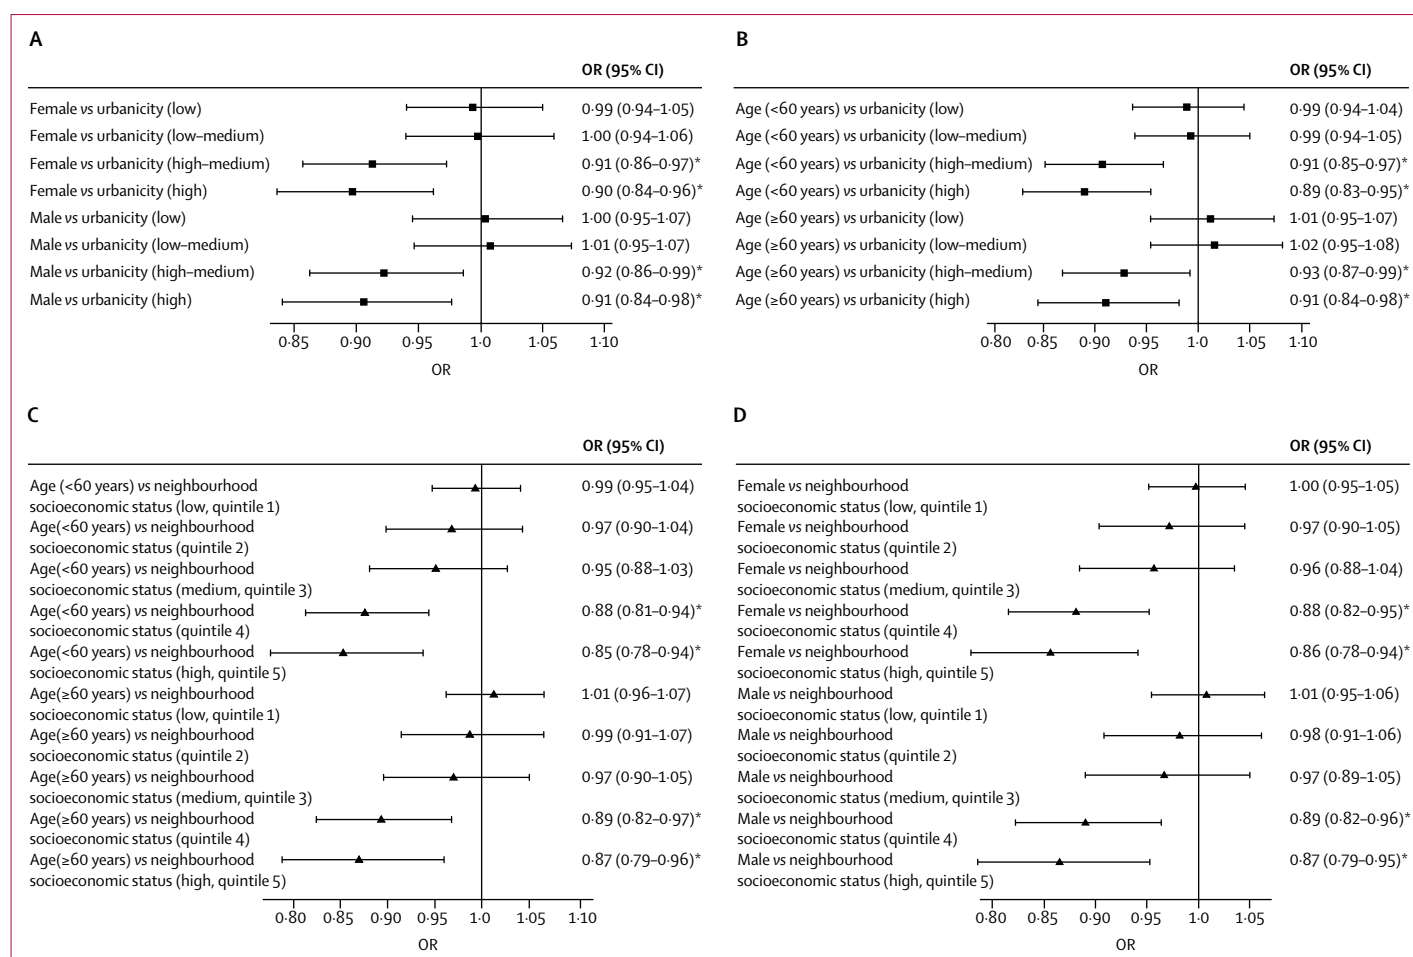 A
OR (95% CI)
Female vs urbanicity (low) 0·99 (0·94–1·05)
Female vs urbanicity (low–medium) 1·00 (0·94–1·06)
Female vs urbanicity (high–medium) 0·91 (0·86–0·97)*
Female vs urbanicity (high) 0·90 (0·84–0·96)*
Male vs urbanicity (low) 1·00 (0·95–1·07)
Male vs urbanicity (low–medium) 1·01 (0·95–1·07)
Male vs urbanicity (high–medium) 0·92 (0·86–0·99)*
Male vs urbanicity (high) 0·91 (0·84–0·98)*
0·85 0·90 0·95 1·0 1·05 1·10
OR
B
OR (95% CI)
Age (<60 years) vs urbanicity (low) 0·99 (0·94–1·04)
Age (<60 years) vs urbanicity (low–medium) 0·99 (0·94–1·05)
Age (<60 years) vs urbanicity (high–medium) 0·91 (0·85–0·97)*
Age (<60 years) vs urbanicity (high) 0·89 (0·83–0·95)*
Age (≥60 years) vs urbanicity (low) 1·01 (0·95–1·07)
Age (≥60 years) vs urbanicity (low–medium) 1·02 (0·95–1·08)
Age (≥60 years) vs urbanicity (high–medium) 0·93 (0·87–0·99)*
Age (≥60 years) vs urbanicity (high) 0·91 (0·84–0·98)*
0·80 0·85 0·90 0·95 1·0 1·05 1·10
OR
C
OR (95% CI)
Age (<60 years) vs neighbourhood 0·99 (0·95–1·04)
socioeconomic status (low, quintile 1)
Age(<60 years) vs neighbourhood 0·97 (0·90–1·04)
socioeconomic status (quintile 2)
Age(<60 years) vs neighbourhood 0·95 (0·88–1·03)
socioeconomic status (medium, quintile 3)
Age(<60 years) vs neighbourhood 0·88 (0·81–0·94)*
socioeconomic status (quintile 4)
Age(<60 years) vs neighbourhood 0·85 (0·78–0·94)*
socioeconomic status (high, quintile 5)
Age(≥60 years) vs neighbourhood 1·01 (0·96–1·07)
socioeconomic status (low, quintile 1)
Age(≥60 years) vs neighbourhood 0·99 (0·91–1·07)
socioeconomic status (quintile 2)
Age(≥60 years) vs neighbourhood 0·97 (0·90–1·05)
socioeconomic status (medium, quintile 3)
Age(≥60 years) vs neighbourhood 0·89 (0·82–0·97)*
socioeconomic status (quintile 4)
Age(≥60 years) vs neighbourhood 0·87 (0·79–0·96)*
socioeconomic status (high, quintile 5)
0·80 0·85 0·90 0·95 1·0 1·05 1·10
OR
D
OR (95% CI)
Female vs neighbourhood 1·00 (0·95–1·05)
socioeconomic status (low, quintile 1)
Female vs neighbourhood 0·97 (0·90–1·05)
socioeconomic status (quintile 2)
Female vs neighbourhood 0·96 (0·88–1·04)
socioeconomic status (medium, quintile 3)
Female vs neighbourhood 0·88 (0·82–0·95)*
socioeconomic status (quintile 4)
Female vs neighbourhood 0·86 (0·78–0·94)*
socioeconomic status (high, quintile 5)
Male vs neighbourhood 1·01 (0·95–1·06)
socioeconomic status (low, quintile 1)
Male vs neighbourhood 0·98 (0·91–1·06)
socioeconomic status (quintile 2)
Male vs neighbourhood 0·97 (0·89–1·05)
socioeconomic status (medium, quintile 3)
Male vs neighbourhood 0·89 (0·82–0·96)*
socioeconomic status (quintile 4)
Male vs neighbourhood 0·87 (0·79–0·95)*
socioeconomic status (high, quintile 5)
0·80 0·85 0·90 0·95 1·0 1·05
OR